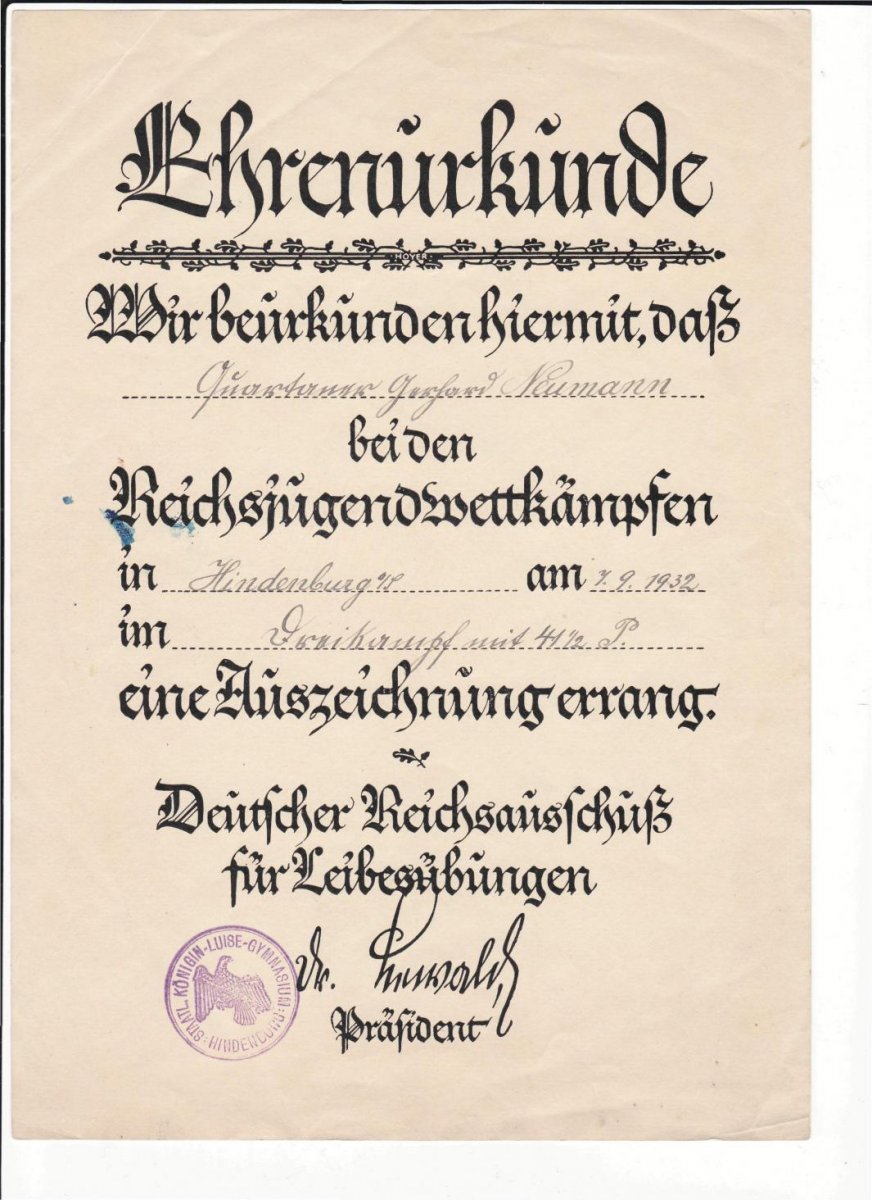 Ehrenurkunde
HOYER
Wir beurkunden hiermit, daß
Quartaner Gerhard Neumann
bei den
Reichsjugendwettkämpfen
in Hindenburg O/S am 7. 9. 1932
im Dreikampf mit 41½ P.
eine Auszeichnung errang.
Deutscher Reichsausschuß
für Leibesübungen
Dr. Lewald,
Präsident
STAATL. KÖNIGIN-LUISE-GYMNASIUM
HINDENBURG